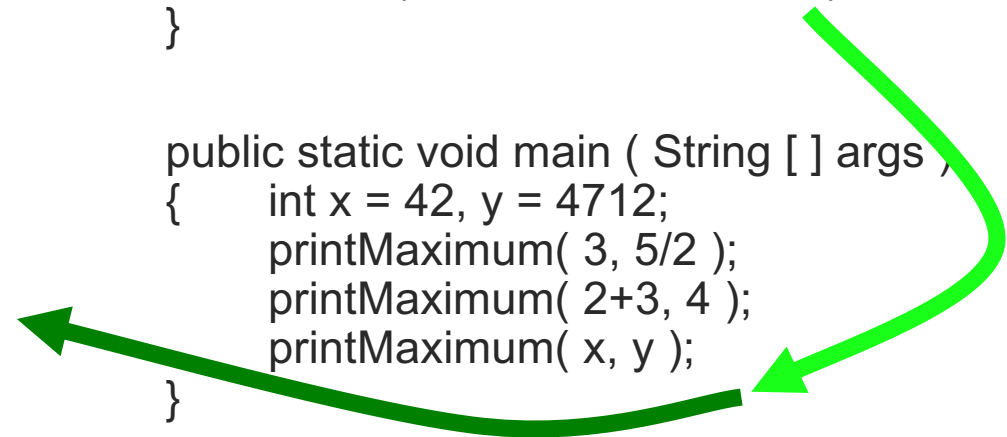 }
public static void main ( String [ ] args )
{ int x = 42, y = 4712;
printMaximum( 3, 5/2 );
printMaximum( 2+3, 4 );
printMaximum( x, y );
}